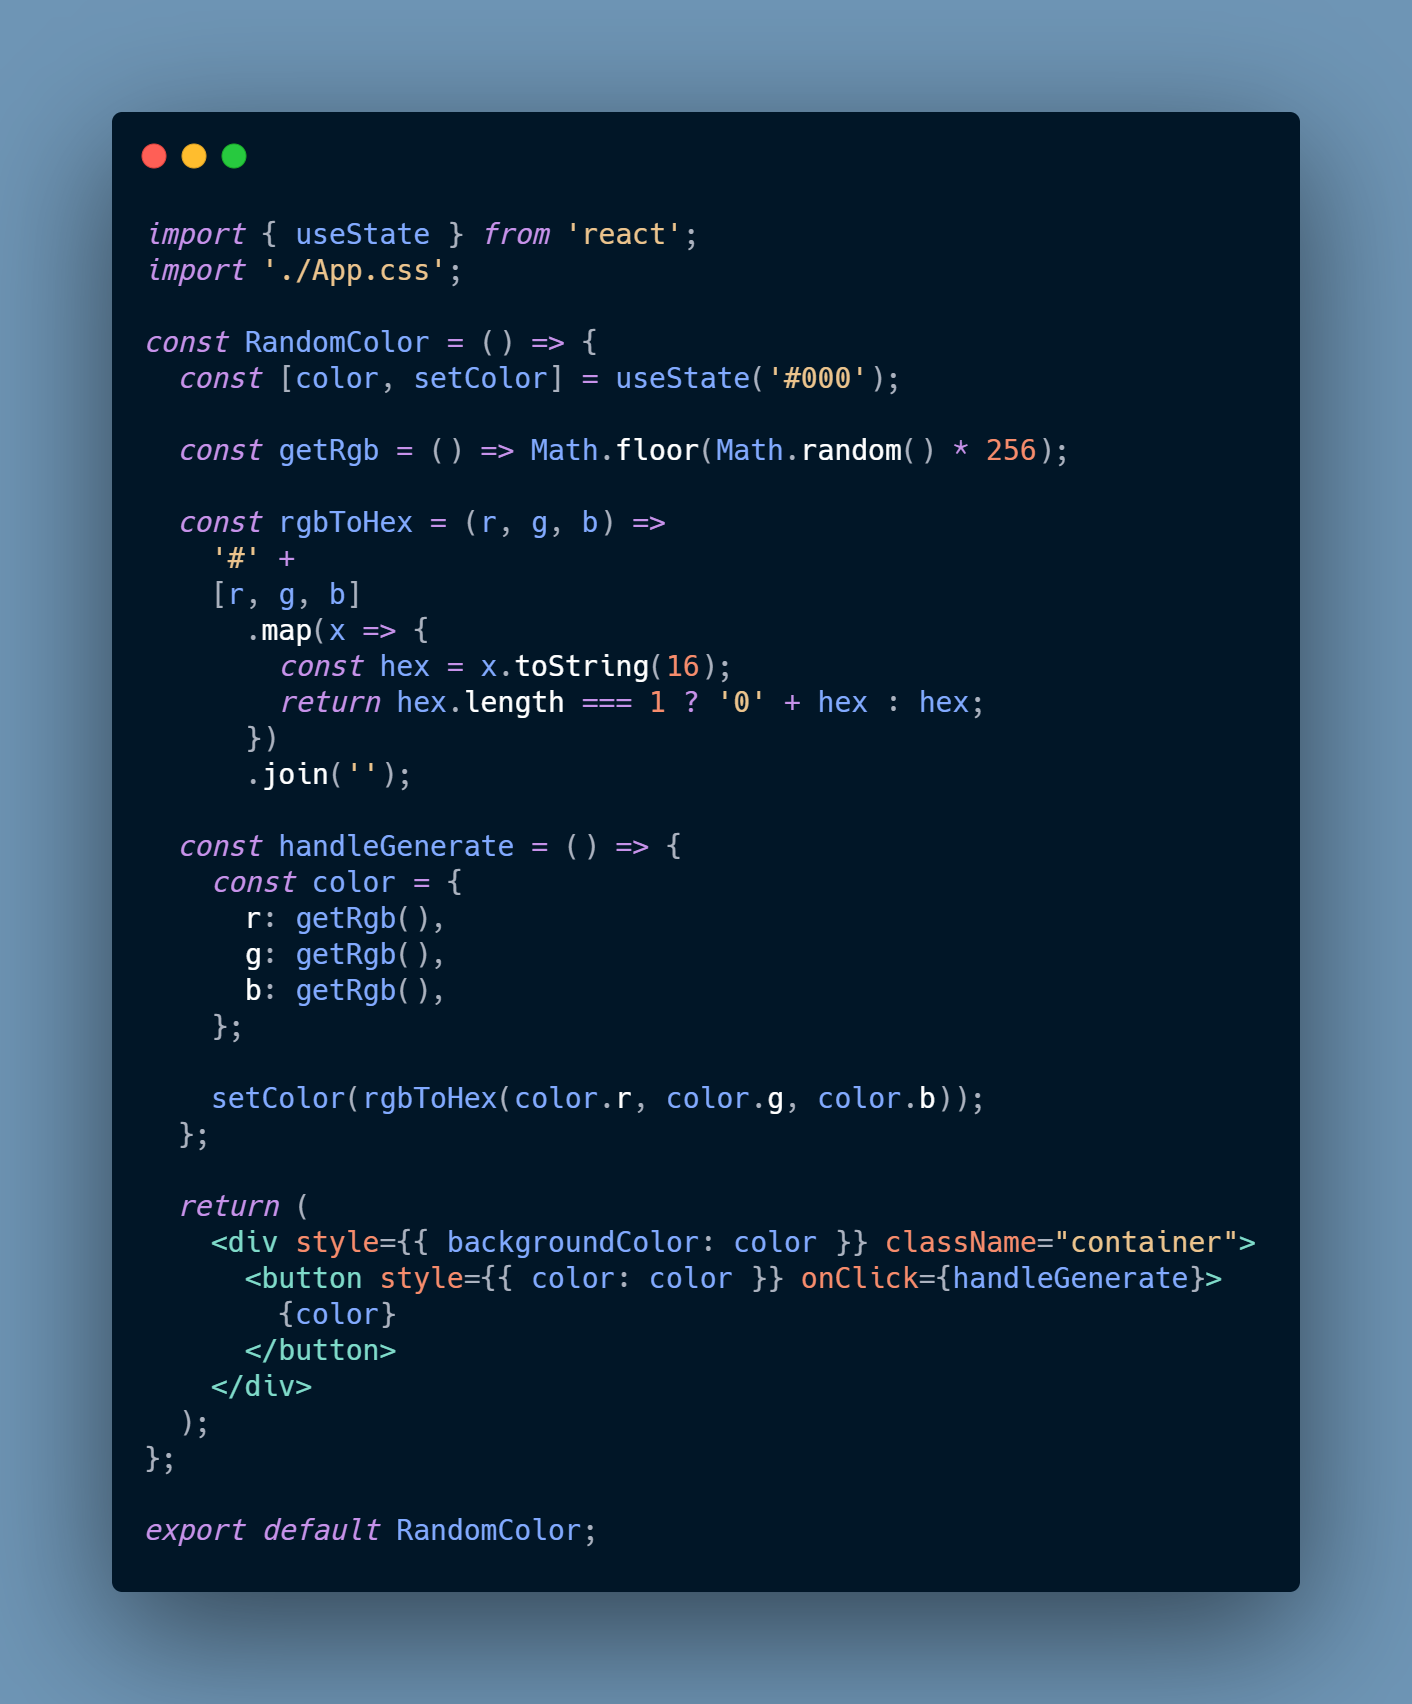 import { useState } from 'react';
import './App.css';

const RandomColor = () => {
  const [color, setColor] = useState('#000');

  const getRgb = () => Math.floor(Math.random() * 256);

  const rgbToHex = (r, g, b) =>
    '#' +
    [r, g, b]
      .map(x => {
        const hex = x.toString(16);
        return hex.length === 1 ? '0' + hex : hex;
      })
      .join('');

  const handleGenerate = () => {
    const color = {
      r: getRgb(),
      g: getRgb(),
      b: getRgb(),
    };

    setColor(rgbToHex(color.r, color.g, color.b));
  };

  return (
    <div style={{ backgroundColor: color }} className="container">
      <button style={{ color: color }} onClick={handleGenerate}>
        {color}
      </button>
    </div>
  );
};

export default RandomColor;